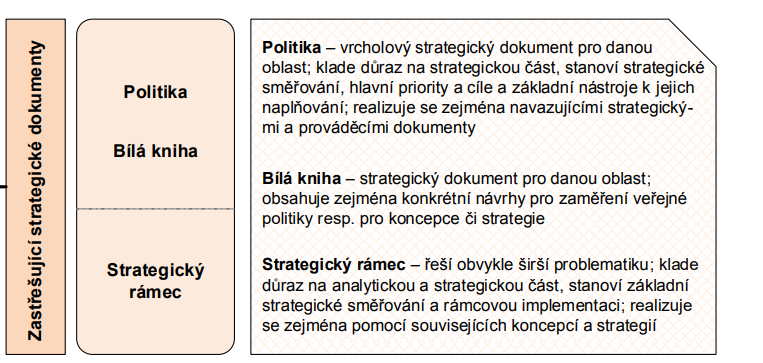 Zastřešující strategické dokumenty
Politika
Bílá kniha
Strategický
rámec
Politika – vrcholový strategický dokument pro danou
oblast; klade důraz na strategickou část, stanoví strategické
směřování, hlavní priority a cíle a základní nástroje k jejich
naplňování; realizuje se zejména navazujícími strategický-
mi a prováděcími dokumenty
Bílá kniha – strategický dokument pro danou oblast;
obsahuje zejména konkrétní návrhy pro zaměření veřejné
politiky resp. pro koncepce či strategie
Strategický rámec – řeší obvykle širší problematiku; klade
důraz na analytickou a strategickou část, stanoví základní
strategické směřování a rámcovou implementaci; realizuje
se zejména pomocí souvisejících koncepcí a strategií